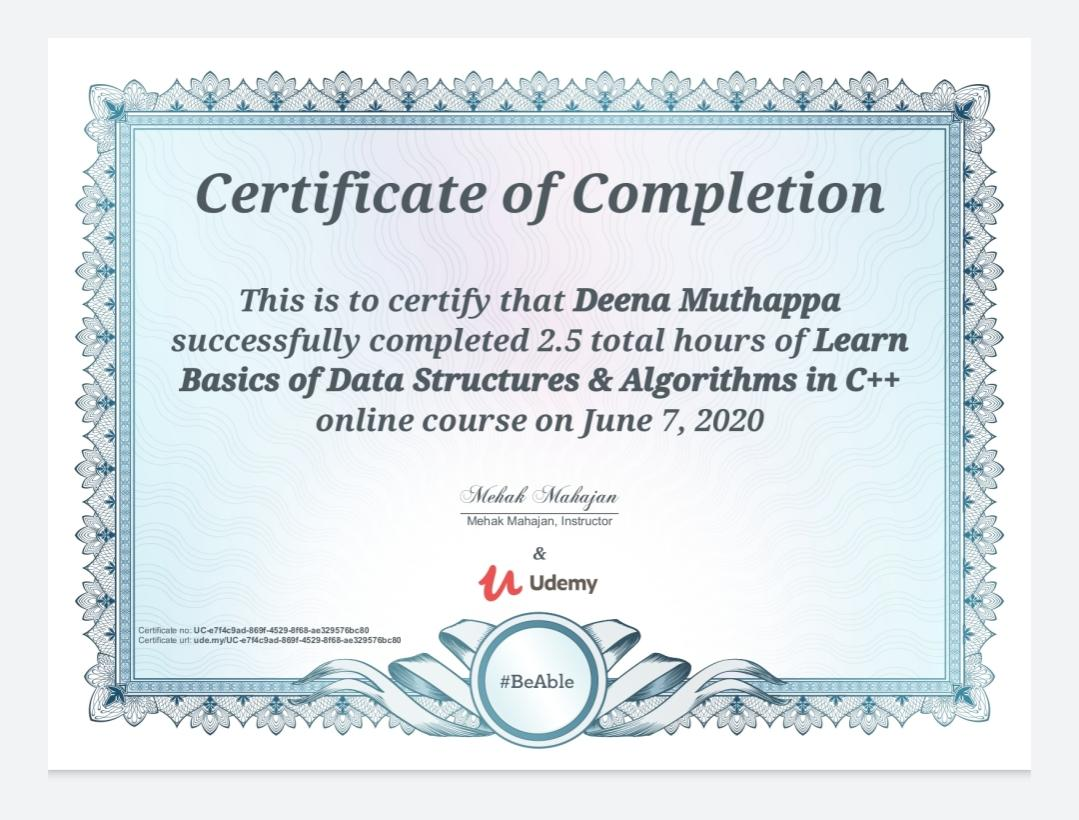 Certificate of Completion
This is to certify that Deena Muthappa
successfully completed 2.5 total hours of Learn
Basics of Data Structures & Algorithms in C++
online course on June 7, 2020
Mehak Mahajan
Mehak Mahajan, Instructor
&
Udemy
Certificate no: UC-e7f4c9ad-869f-4529-8f68-ae329576bc80
Certificate url: ude.my/UC-e7f4c9ad-869f-4529-8f68-ae329576bc80
#BeAble